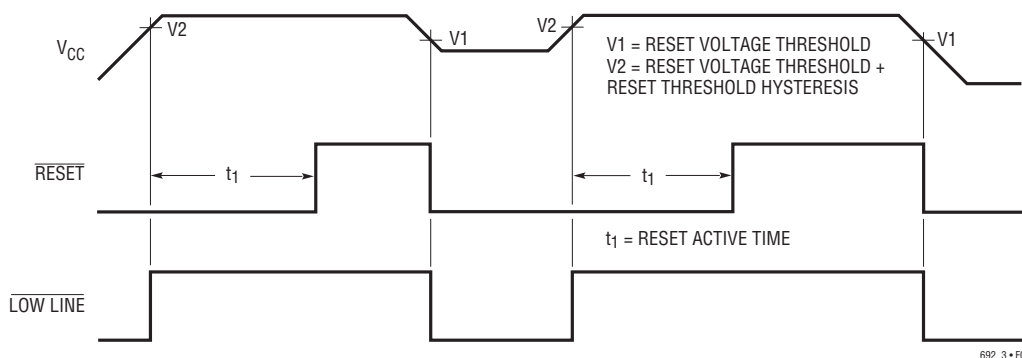 V2
V1
V2
V1
VCC
V1 = RESET VOLTAGE THRESHOLD
V2 = RESET VOLTAGE THRESHOLD +
RESET THRESHOLD HYSTERESIS
RESET
t1
t1
t1 = RESET ACTIVE TIME
LOW LINE